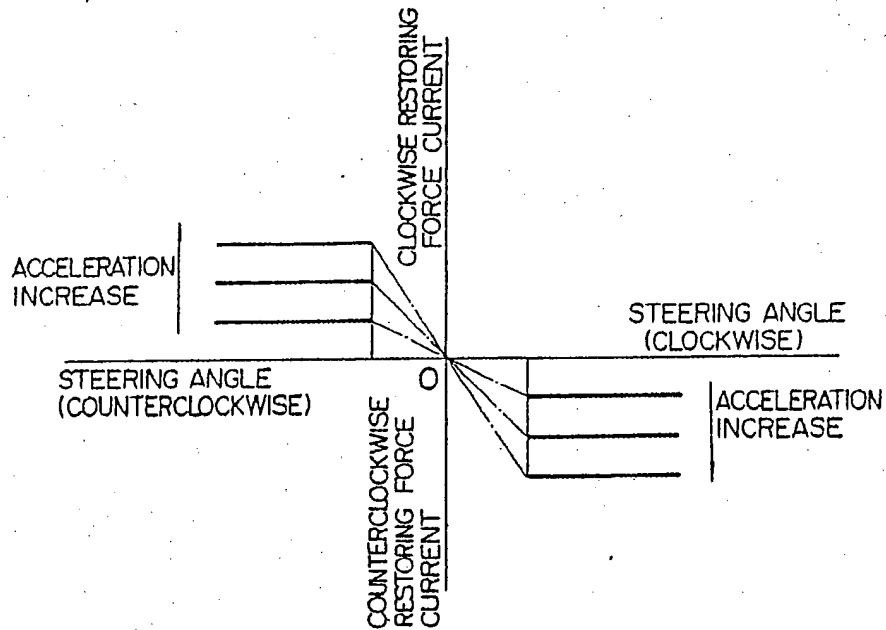 CLOCKWISE RESTORING
FORCE CURRENT
ACCELERATION
INCREASE
STEERING ANGLE
(CLOCKWISE)
STEERING ANGLE
(COUNTERCLOCKWISE)
O
ACCELERATION
INCREASE
COUNTERCLOCKWISE
RESTORING FORCE
CURRENT